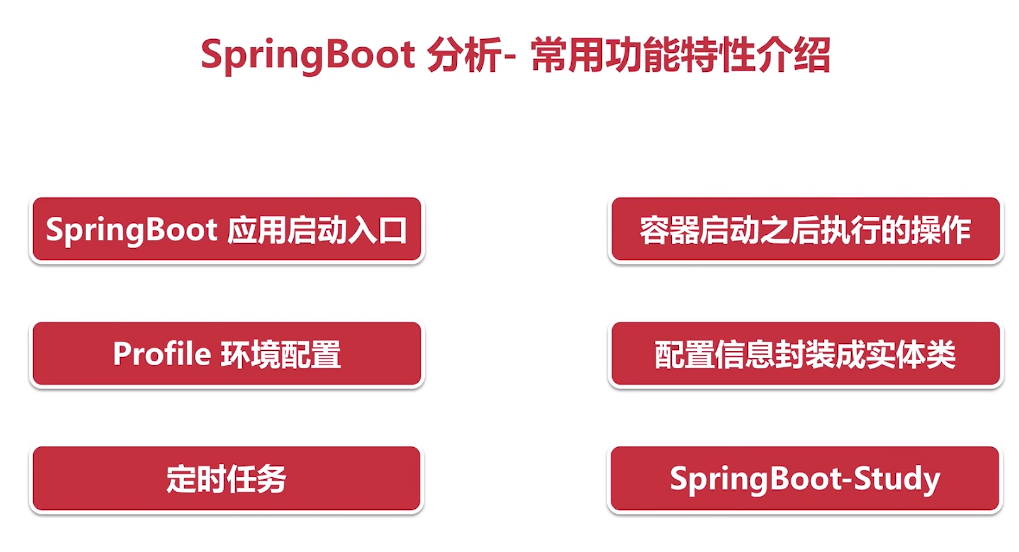 SpringBoot 分析- 常用功能特性介绍
SpringBoot 应用启动入口
容器启动之后执行的操作
Profile 环境配置
配置信息封装成实体类
定时任务
SpringBoot-Study